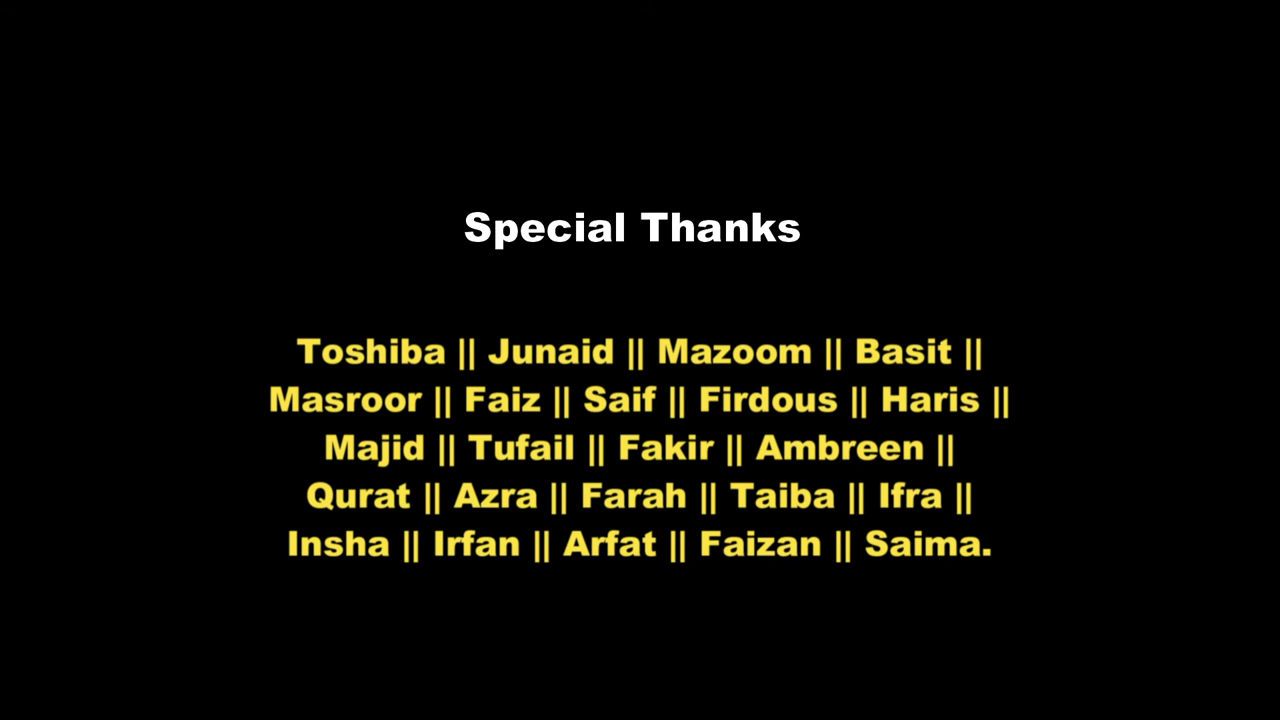 Special Thanks
Toshiba || Junaid || Mazoom || Basit ||
Masroor || Faiz || Saif || Firdous || Haris ||
Majid || Tufail || Fakir || Ambreen ||
Qurat || Azra || Farah || Taiba || Ifra ||
Insha || Irfan || Arfat || Faizan || Saima.